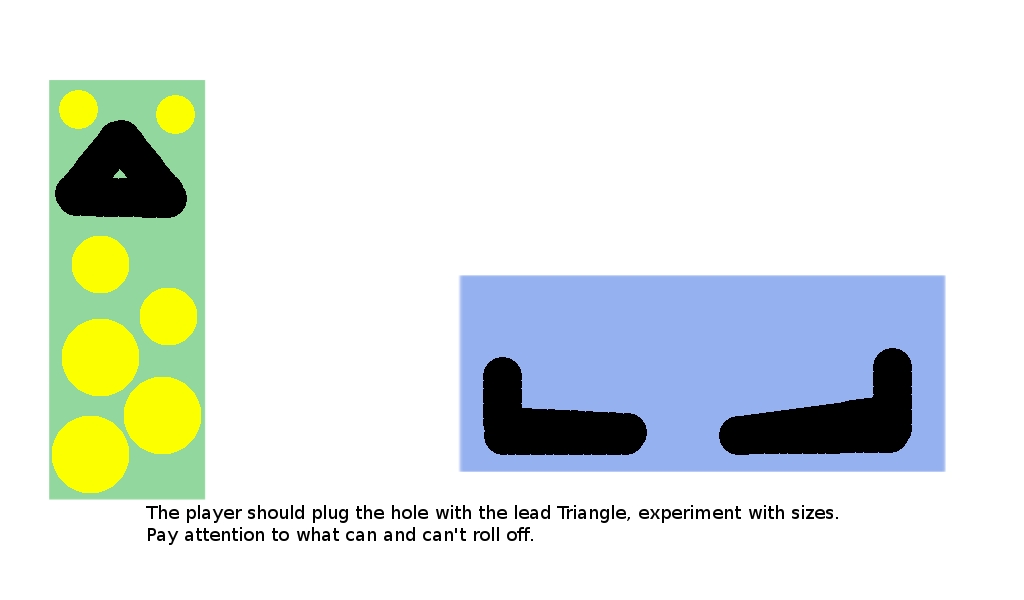 The player should plug the hole with the lead Triangle, experiment with sizes.
Pay attention to what can and can't roll off.